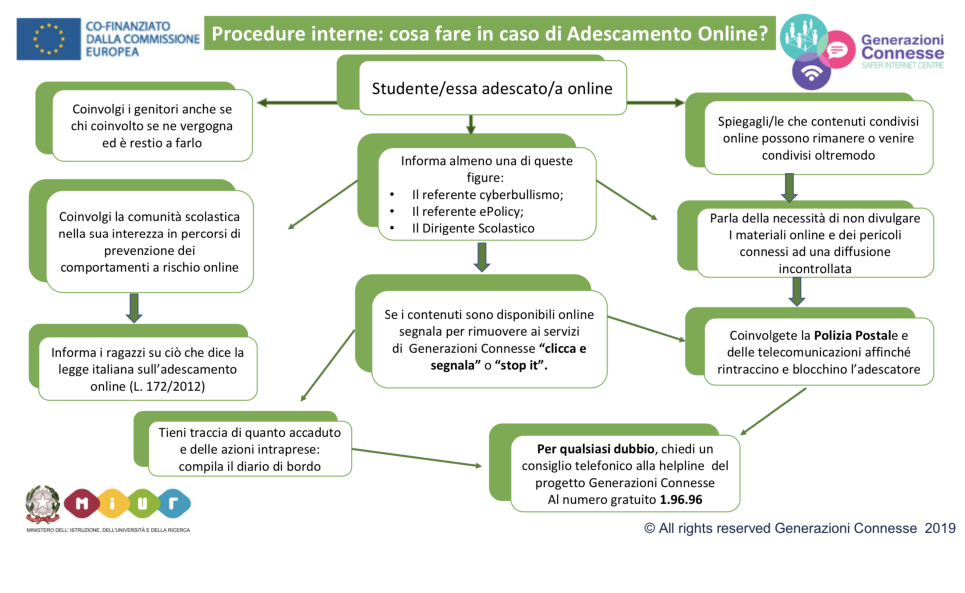 CO-FINANZIATO
DALLA COMMISSIONE
EUROPEA
Procedure interne: cosa fare in caso di Adescamento Online?
Generazioni
Connesse
SAFER INTERNET CENTRE
Studente/essa adescato/a online
Coinvolgi i genitori anche se
chi coinvolto se ne vergogna
ed è restio a farlo
Spiegagli/le che contenuti condivisi
online possono rimanere o venire
condivisi oltremodo
Informa almeno una di queste
figure:
• Il referente cyberbullismo;
• Il referente ePolicy;
• Il Dirigente Scolastico
Coinvolgi la comunità scolastica
nella sua interezza in percorsi di
prevenzione dei
comportamenti a rischio online
Parla della necessità di non divulgare
I materiali online e dei pericoli
connessi ad una diffusione
incontrollata
Se i contenuti sono disponibili online
segnala per rimuovere ai servizi
di Generazioni Connesse “clicca e
segnala” o “stop it”.
Informa i ragazzi su ciò che dice la
legge italiana sull’adescamento
online (L. 172/2012)
Coinvolgete la Polizia Postale e
delle telecomunicazioni affinché
rintraccino e blocchino l’adescatore
Tieni traccia di quanto accaduto
e delle azioni intraprese:
compila il diario di bordo
Per qualsiasi dubbio, chiedi un
consiglio telefonico alla helpline del
progetto Generazioni Connesse
Al numero gratuito 1.96.96
miur
MINISTERO DELL' ISTRUZIONE, DELL'UNIVERSITÀ E DELLA RICERCA
© All rights reserved Generazioni Connesse 2019